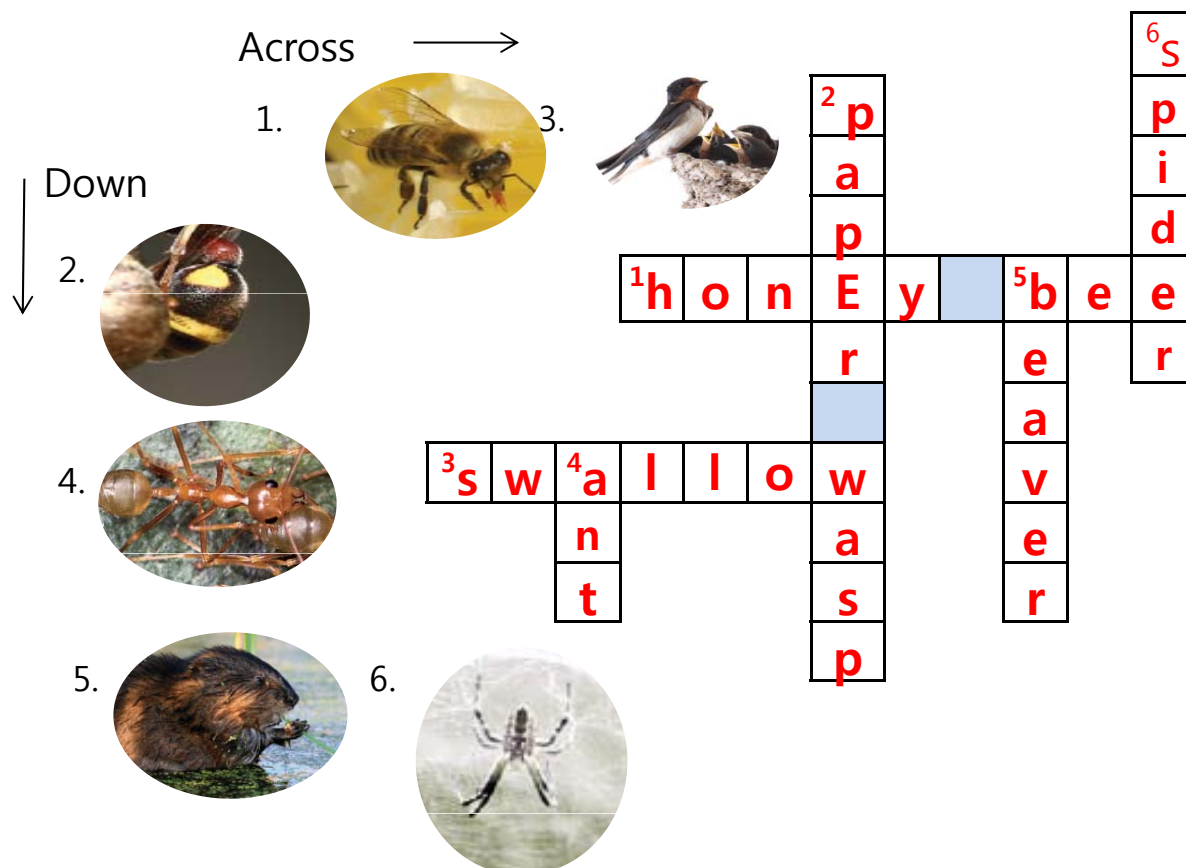 Across
1.
3.
Down
2.
4.
5.
6.
6s
2p p
a i
p d
1h o n E y 5b e e
r e r
a
3s w 4a l l o w v
n a e
t s r
p